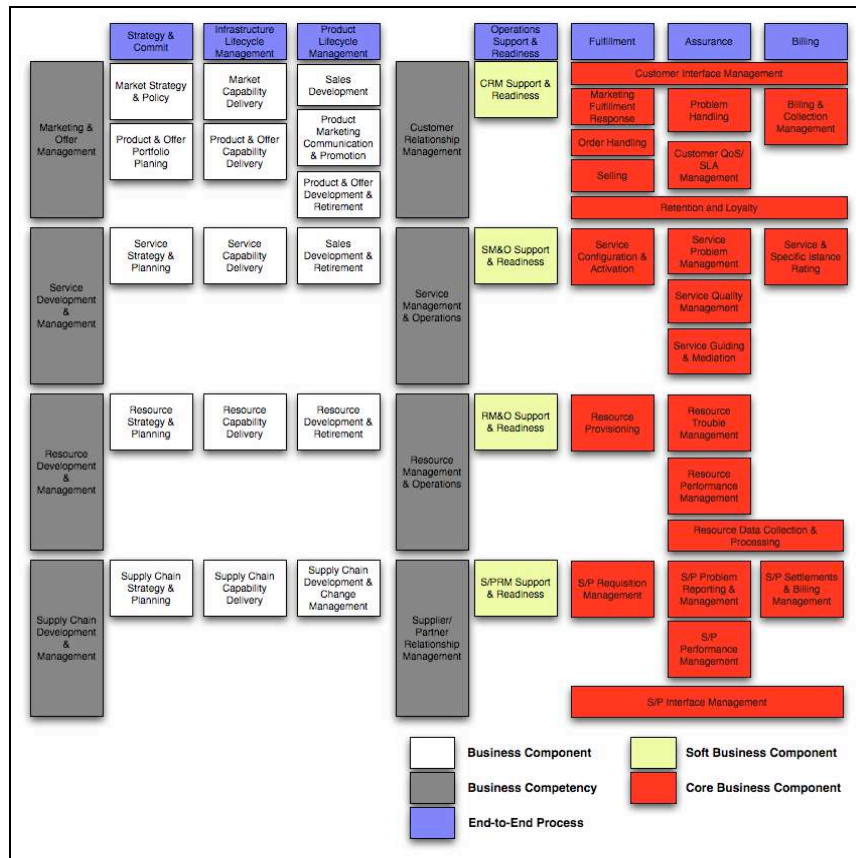 Strategy &
Commit
Infrastructure
Lifecycle
Management
Product
Lifecycle
Management
Operations
Support &
Readiness
Fulfillment
Assurance
Billing
Marketing &
Offer
Management
Market Strategy
& Policy
Market
Capability
Delivery
Sales
Development
Product & Offer
Portfolio
Planing
Product & Offer
Capability
Delivery
Product
Marketing
Communication
& Promotion
Product & Offer
Development &
Retirement
Customer
Relationship
Management
CRM Support &
Readiness
Customer Interface Management
Marketing
Fulfillment
Response
Problem
Handling
Billing &
Collection
Management
Order Handling
Customer QoS/
SLA
Management
Selling
Retention and Loyalty
Service
Development
&
Management
Service
Strategy &
Planning
Service
Capability
Delivery
Sales
Development &
Retirement
Service
Management
& Operations
SM&O Support
& Readiness
Service
Configuration &
Activation
Service
Problem
Management
Service &
Specific Istance
Rating
Service Quality
Management
Service Guiding
& Mediation
Resource
Development
&
Management
Resource
Strategy &
Planning
Resource
Capability
Delivery
Resource
Development &
Retirement
Resource
Management
& Operations
RM&O Support
& Readiness
Resource
Provisioning
Resource
Trouble
Management
Resource
Performance
Management
Resource Data Collection &
Processing
Supply Chain
Development
&
Management
Supply Chain
Strategy &
Planning
Supply Chain
Capability
Delivery
Supply Chain
Development &
Change
Management
Supplier/
Partner
Relationship
Management
S/PRM Support
& Readiness
S/P Requisition
Management
S/P Problem
Reporting &
Management
S/P Settlements
& Billing
Management
S/P
Performance
Management
S/P Interface Management
Business Component
Soft Business Component
Business Competency
Core Business Component
End-to-End Process